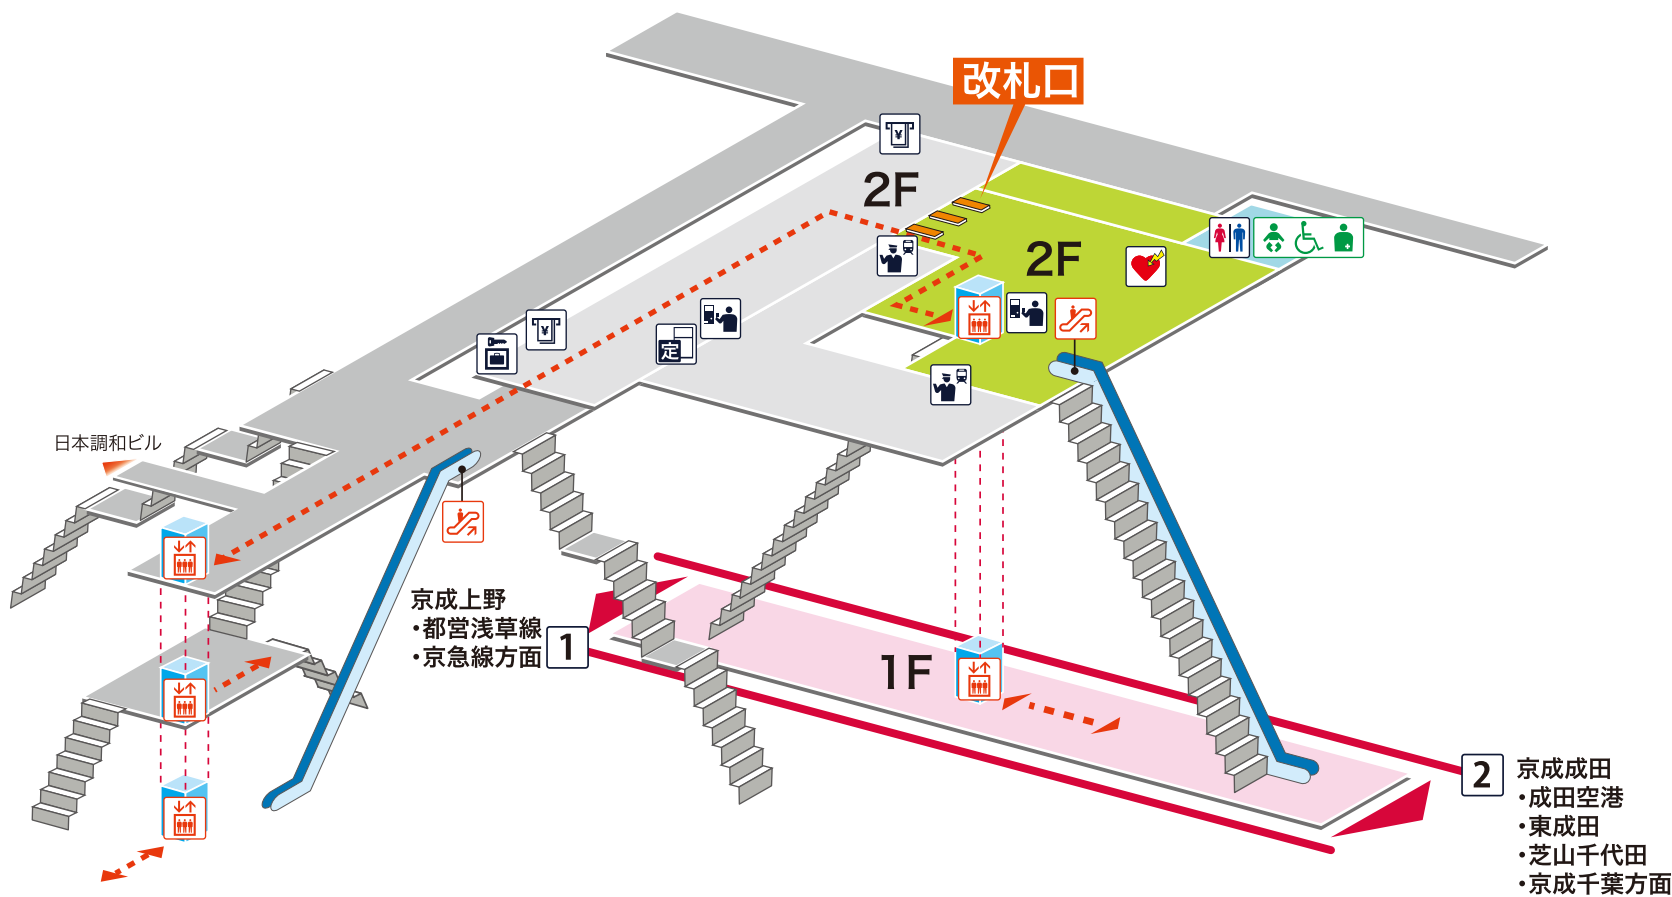 改札口
¥
2F
2F
¥
定
日本調和ビル
京成上野
・都営浅草線
・京急線方面
1
1F
2
京成成田
・成田空港
・東成田
・芝山千代田
・京成千葉方面